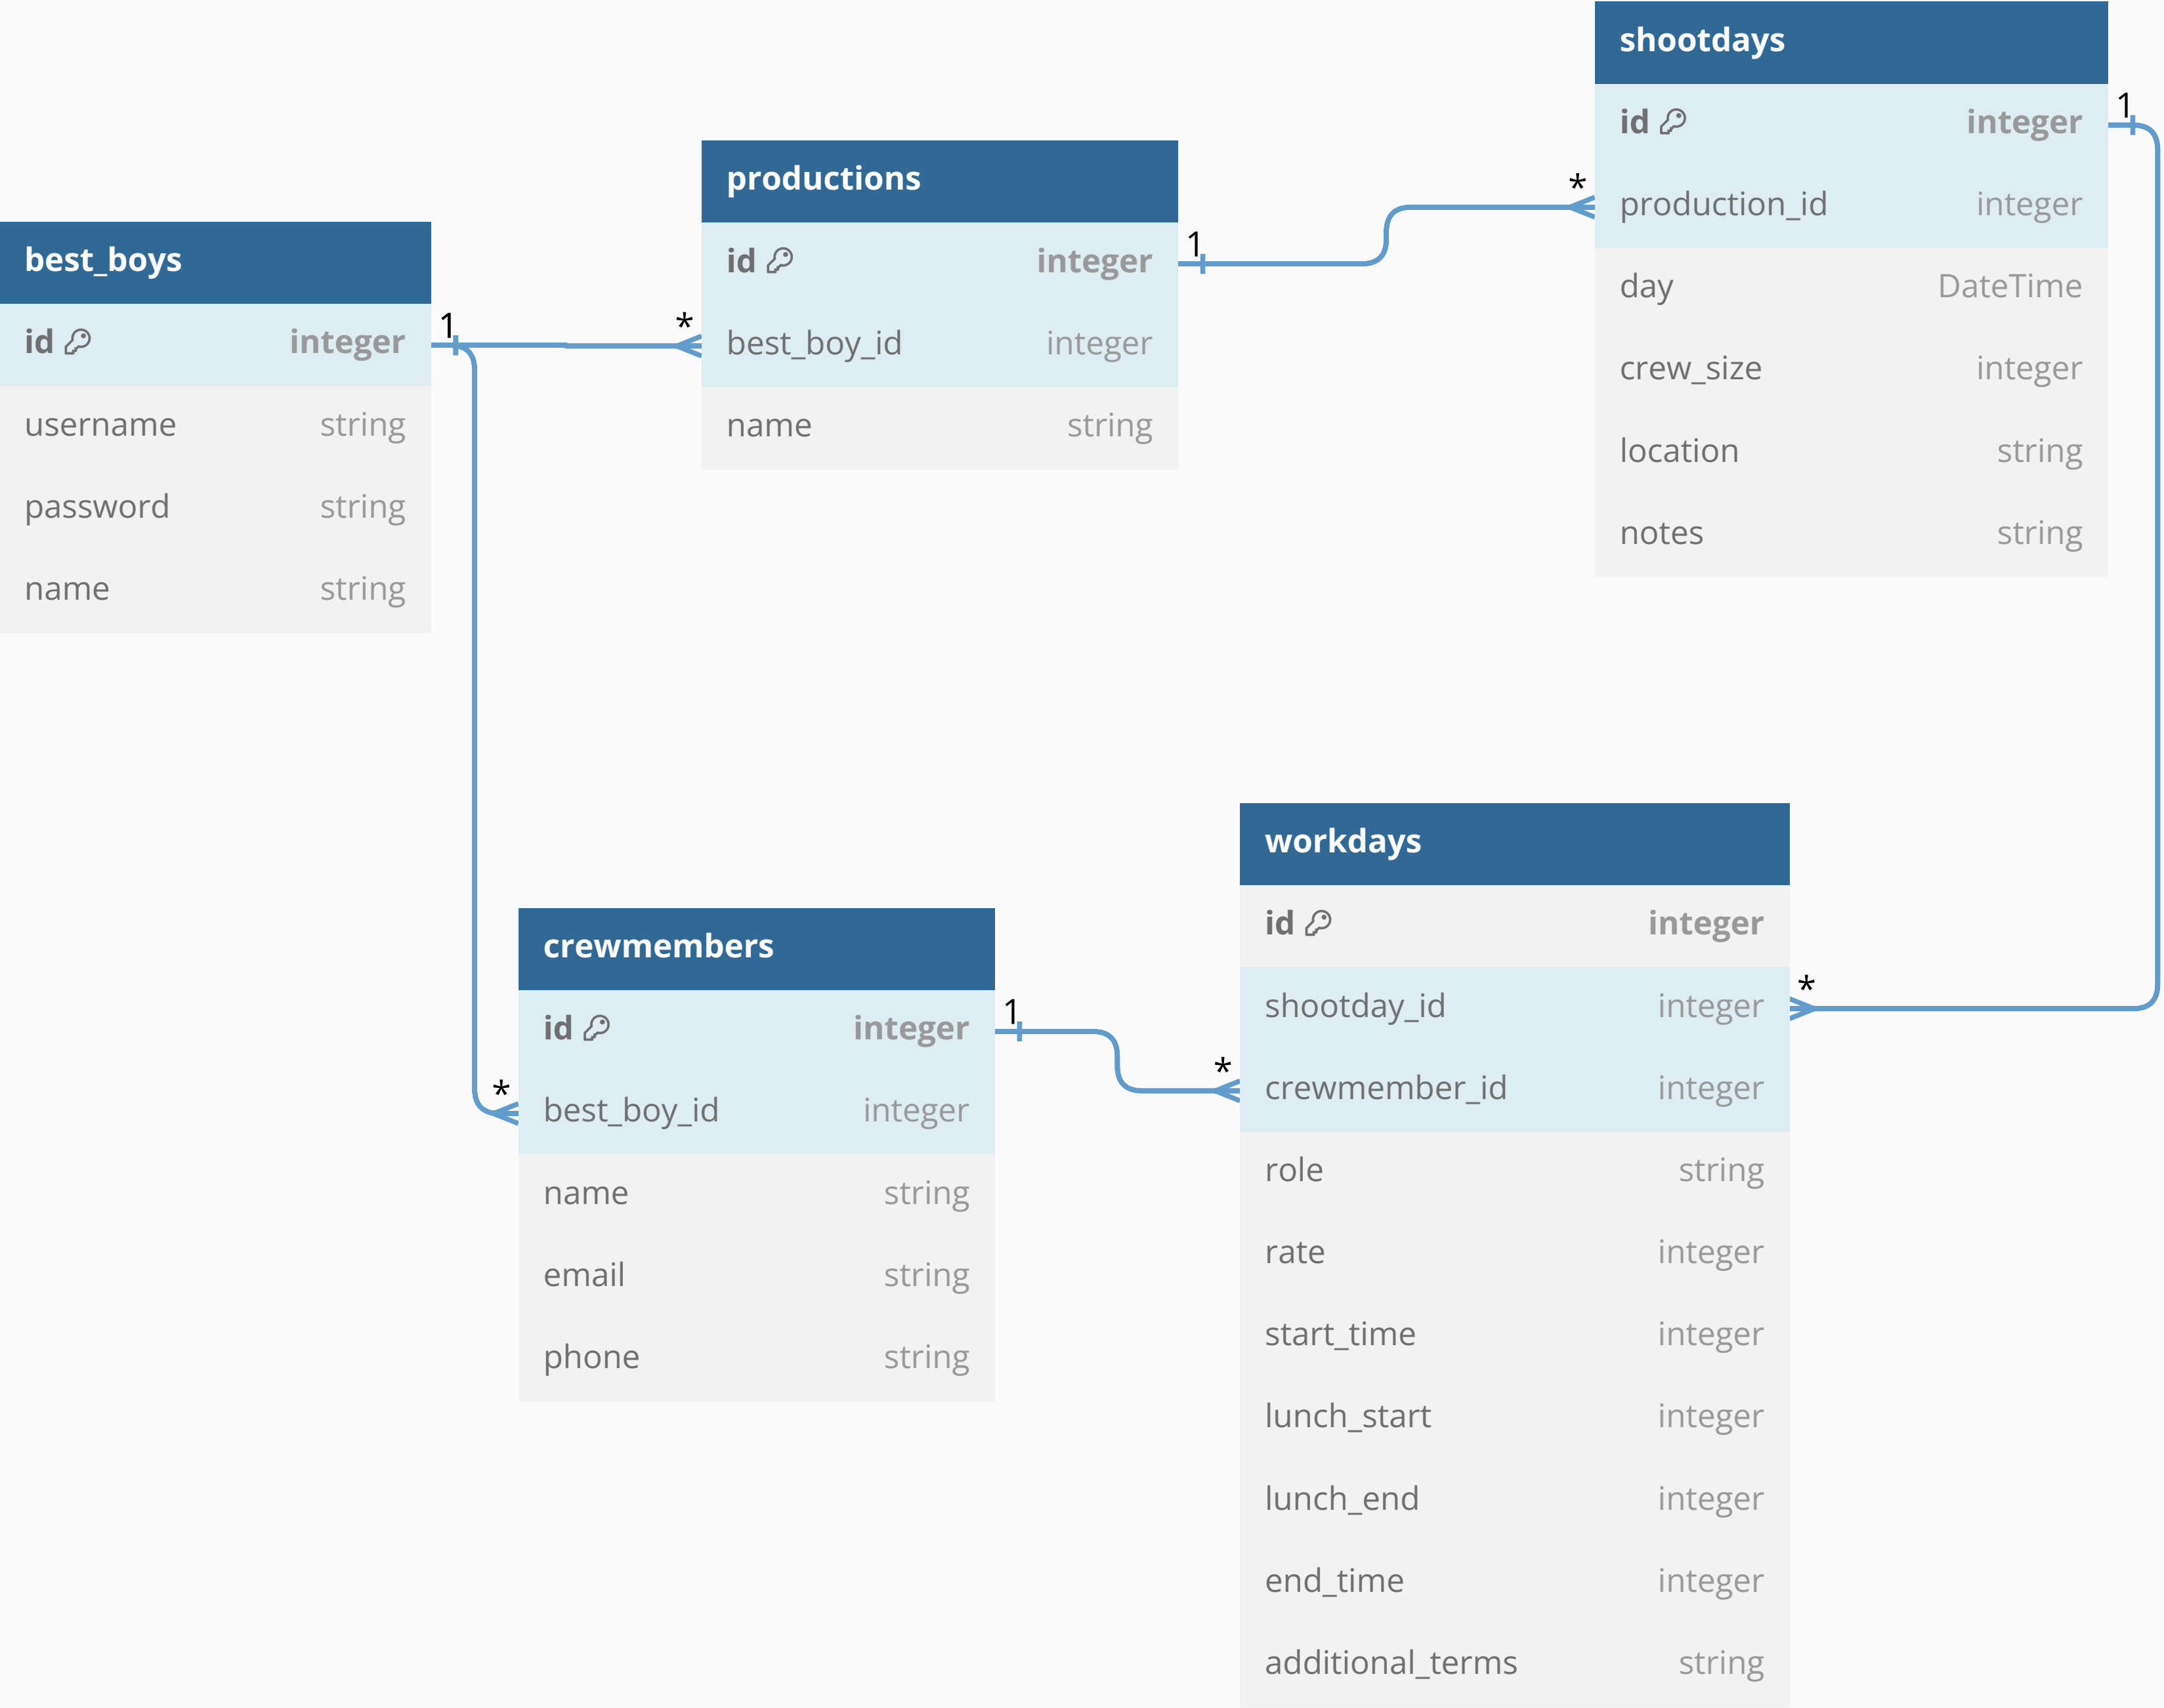 best_boys
id integer
username string
password string
name string
1
*
productions
id integer
best_boy_id integer
name string
1
*
shootdays
id integer
production_id integer
day DateTime
crew_size integer
location string
notes string
1
*
crewmembers
id integer
best_boy_id integer
name string
email string
phone string
1
*
workdays
id integer
shootday_id integer
crewmember_id integer
role string
rate integer
start_time integer
lunch_start integer
lunch_end integer
end_time integer
additional_terms string
*